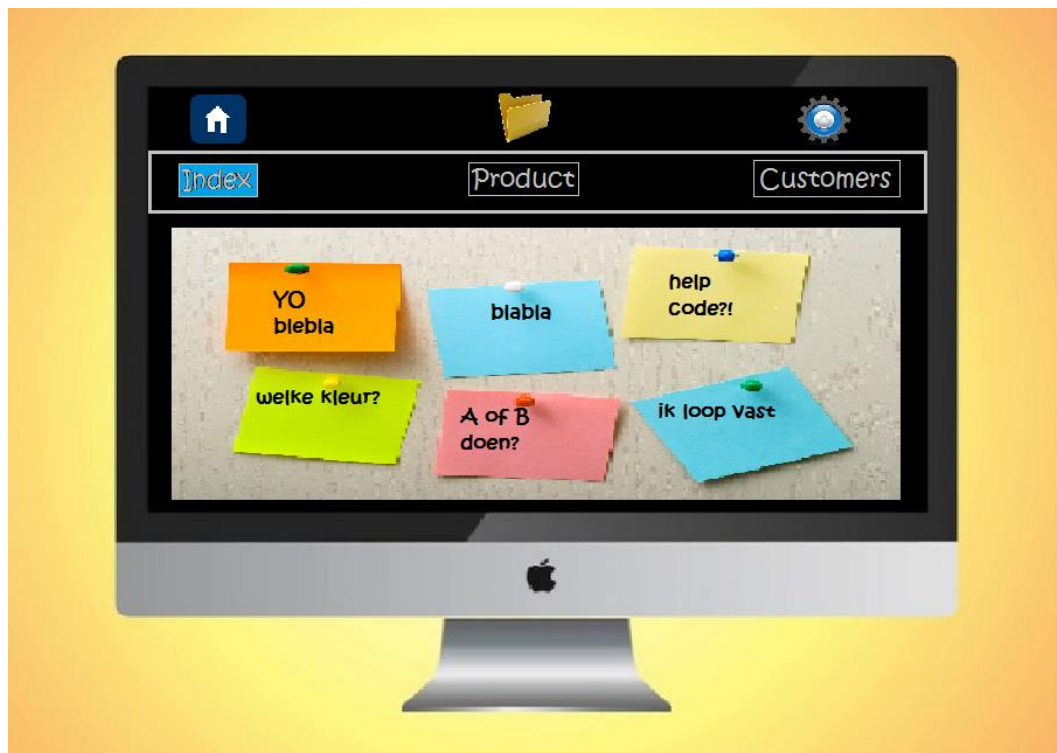 Index
Product
Customers
YO
blebla
blabla
help
code?!
welke kleur?
A of B
doen?
ik loop vast